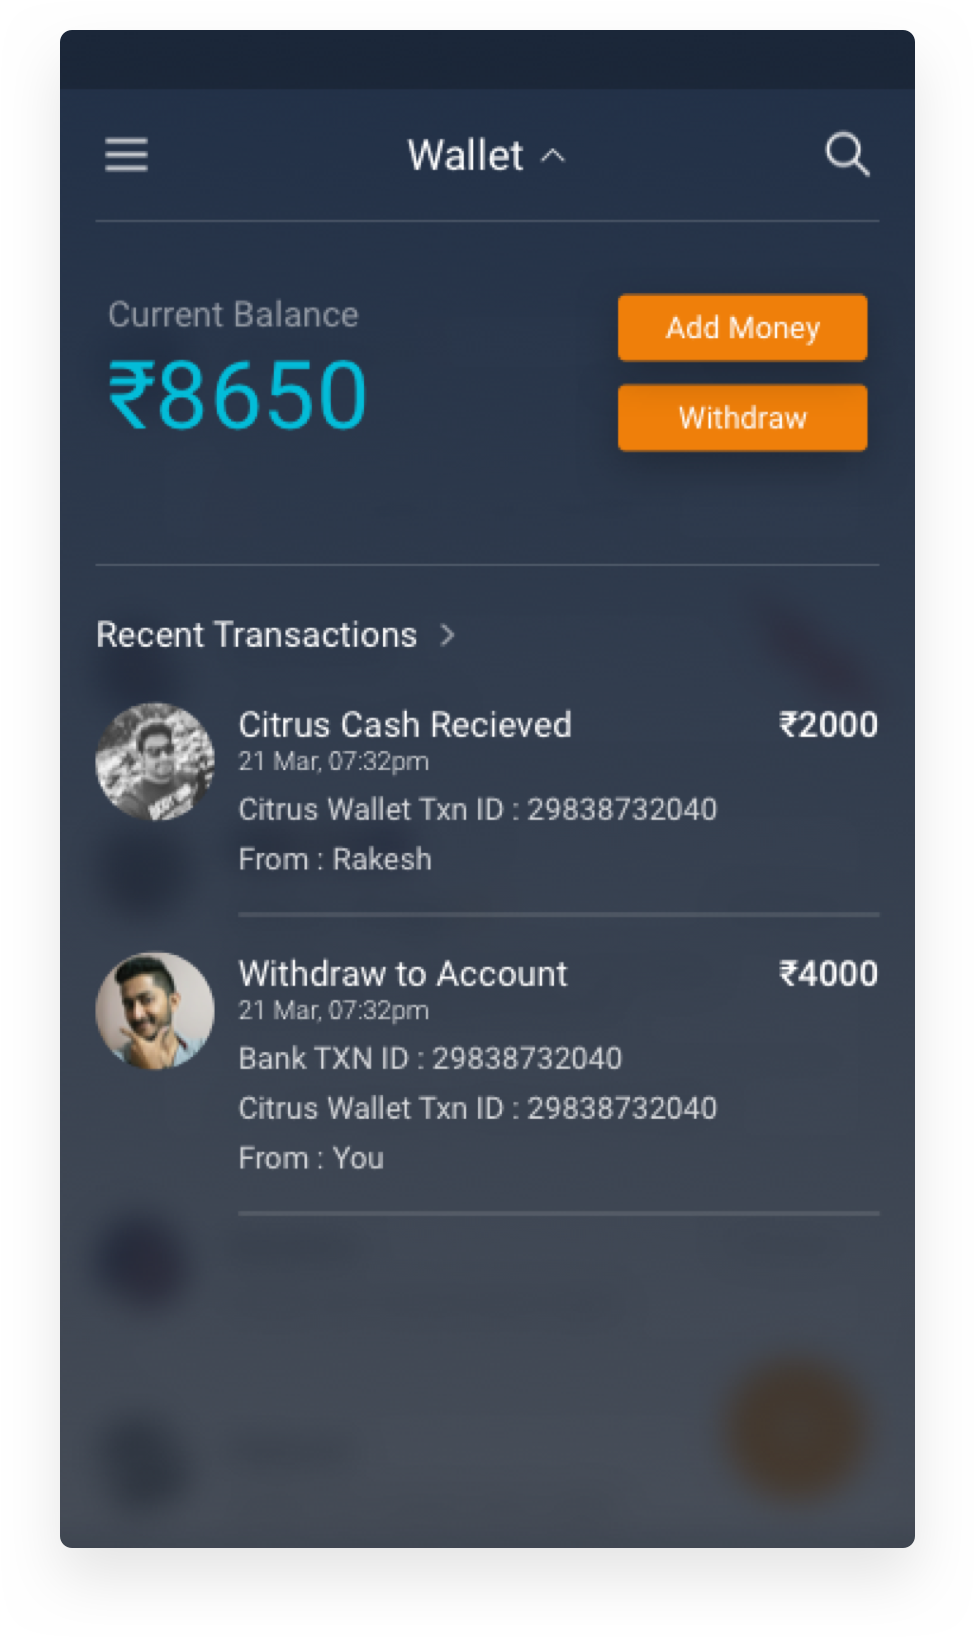 Wallet
Current Balance
₹8650
Add Money
Withdraw
Recent Transactions
Citrus Cash Recieved
₹2000
21 Mar, 07:32pm
Citrus Wallet Txn ID : 29838732040
From : Rakesh
Withdraw to Account
₹4000
21 Mar, 07:32pm
Bank TXN ID : 29838732040
Citrus Wallet Txn ID : 29838732040
From : You